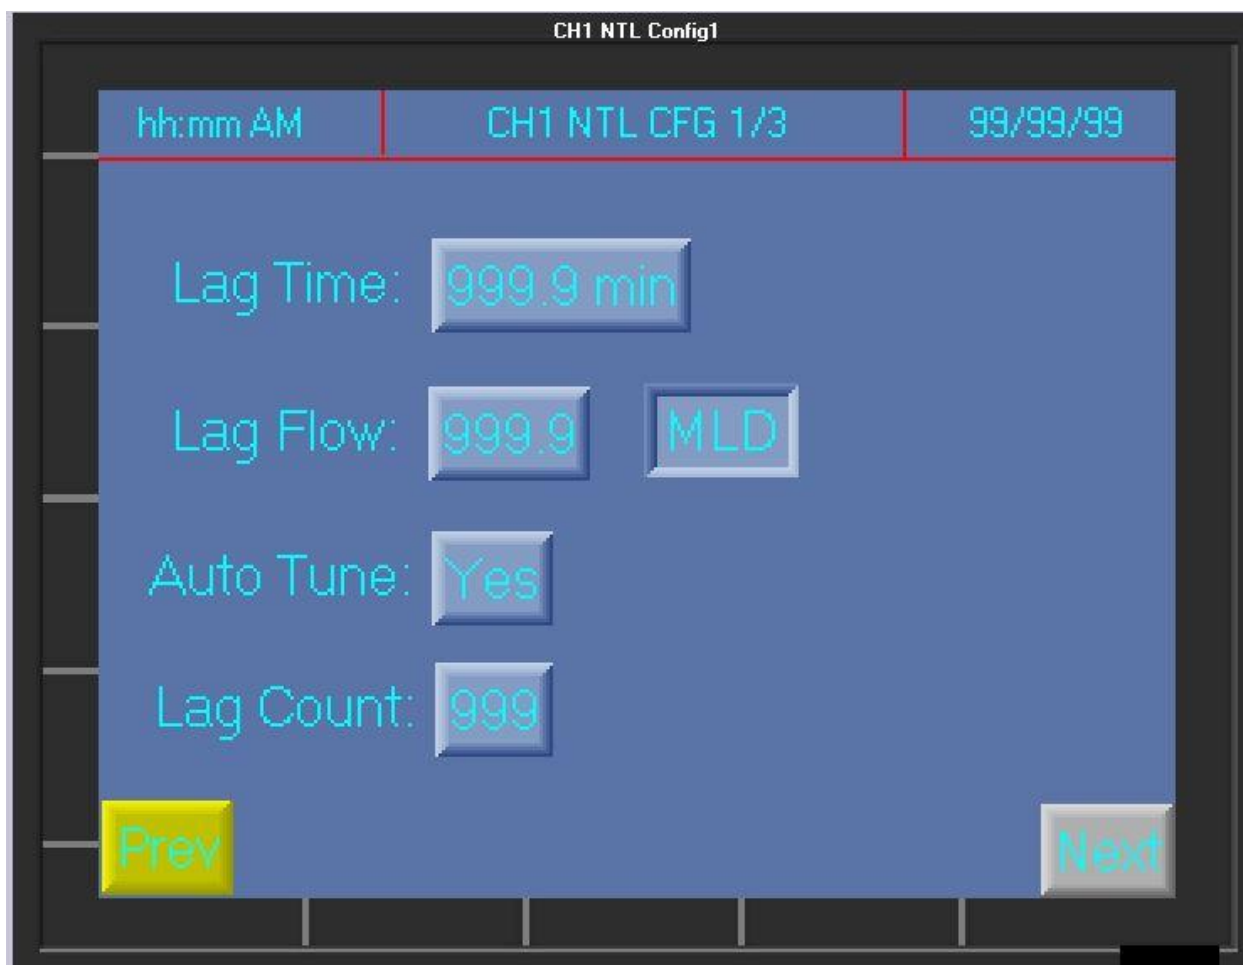 CH1 NTL Config1
hh:mm AM CH1 NTL CFG 1/3 99/99/99
Lag Time: 999.9 min
Lag Flow: 999.9 MLD
Auto Tune: Yes
Lag Count: 999
Prev Next